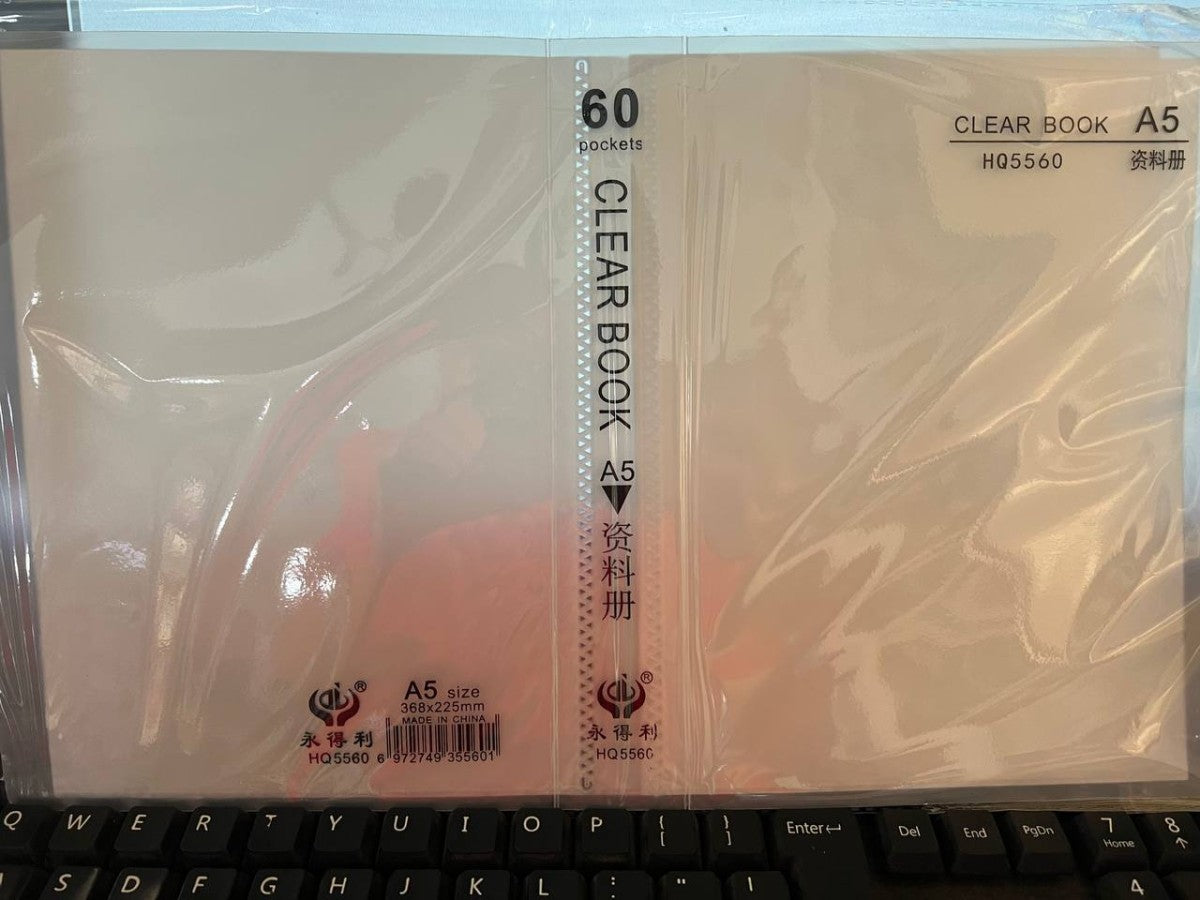 60
pockets
CLEAR BOOK
A5
资料册
®
永得利
HQ5560
CLEAR BOOK A5
HQ5560 资料册
®
永得利
HQ5560
A5 size
368x225mm
MADE IN CHINA
6 972749 355601
Q W E R T Y U I O P { [ } ] Enter↵ Del End PgDn 7 Home 8 ↑
S D F G H J K L : " 4